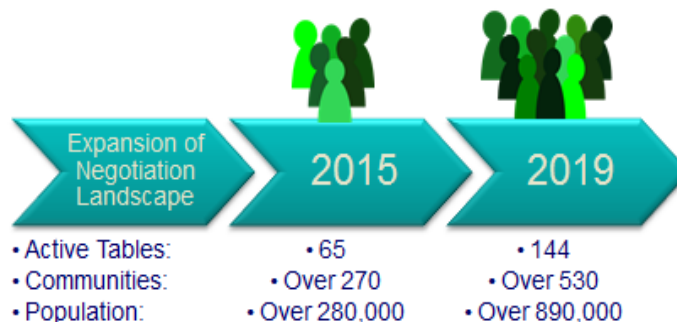 Expansion of
Negotiation
Landscape
2015
2019
• Active Tables: • 65 • 144
• Communities: • Over 270 • Over 530
• Population: • Over 280,000 • Over 890,000